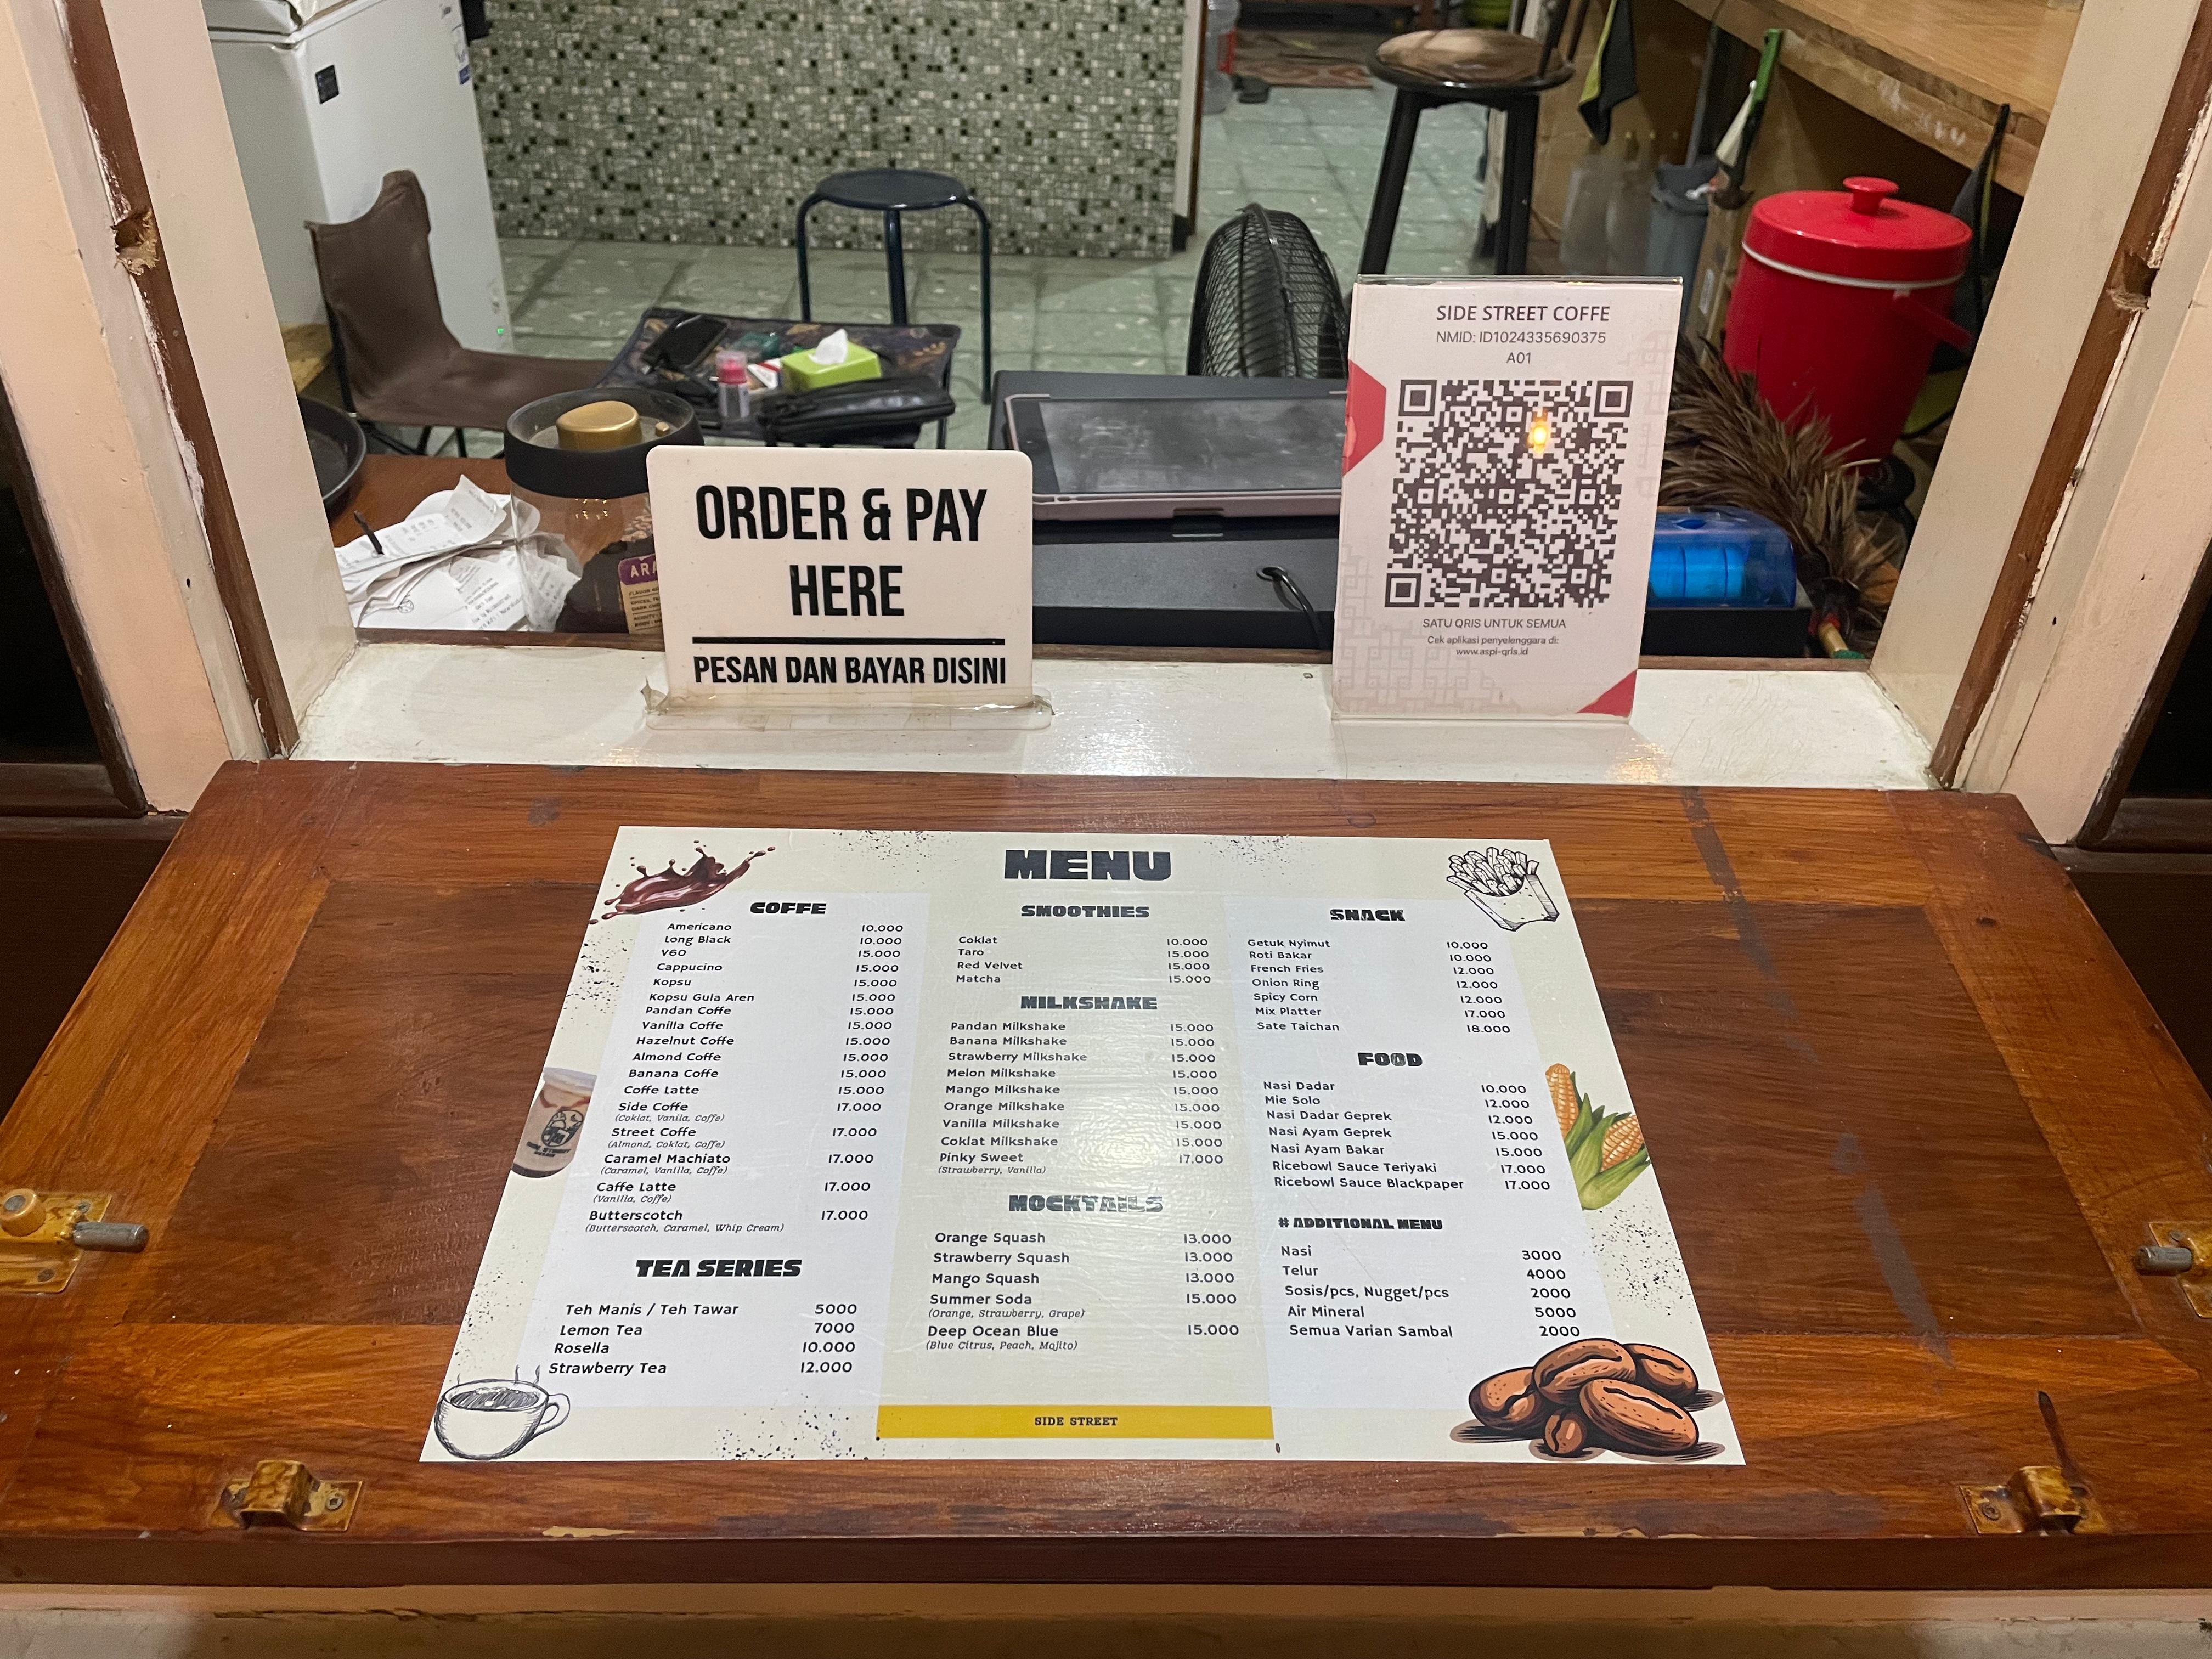 ORDER & PAY
HERE
PESAN DAN BAYAR DISINI
SIDE STREET COFFE
NMID: ID1024335690375
A01
SATU QRIS UNTUK SEMUA
Cek aplikasi penyelenggara di:
www.aspi-qris.id
MENU
COFFE
Americano 10.000
Long Black 10.000
V60 15.000
Cappucino 15.000
Kopsu 15.000
Kopsu Gula Aren 15.000
Pandan Coffe 15.000
Vanilla Coffe 15.000
Hazelnut Coffe 15.000
Almond Coffe 15.000
Banana Coffe 15.000
Coffe Latte 15.000
Side Coffe 17.000
(Coklat, Vanila, Coffe)
Street Coffe 17.000
(Almond, Coklat, Coffe)
Caramel Machiato 17.000
(Caramel, Vanilla, Coffe)
Caffe Latte 17.000
(Vanilla, Coffe)
Butterscotch 17.000
(Butterscotch, Caramel, Whip Cream)
TEA SERIES
Teh Manis / Teh Tawar 5000
Lemon Tea 7000
Rosella 10.000
Strawberry Tea 12.000
SMOOTHIES
Coklat 10.000
Taro 15.000
Red Velvet 15.000
Matcha 15.000
MILKSHAKE
Pandan Milkshake 15.000
Banana Milkshake 15.000
Strawberry Milkshake 15.000
Melon Milkshake 15.000
Mango Milkshake 15.000
Orange Milkshake 15.000
Vanilla Milkshake 15.000
Coklat Milkshake 15.000
Pinky Sweet 17.000
(Strawberry, Vanilla)
MOCKTAILS
Orange Squash 13.000
Strawberry Squash 13.000
Mango Squash 13.000
Summer Soda 15.000
(Orange, Strawberry, Grape)
Deep Ocean Blue 15.000
(Blue Citrus, Peach, Mojito)
SIDE STREET
SNACK
Getuk Nyimut 10.000
Roti Bakar 10.000
French Fries 12.000
Onion Ring 12.000
Spicy Corn 12.000
Mix Platter 17.000
Sate Taichan 18.000
FOOD
Nasi Dadar 10.000
Mie Solo 12.000
Nasi Dadar Geprek 12.000
Nasi Ayam Geprek 15.000
Nasi Ayam Bakar 15.000
Ricebowl Sauce Teriyaki 17.000
Ricebowl Sauce Blackpaper 17.000
# ADDITIONAL MENU
Nasi 3000
Telur 4000
Sosis/pcs, Nugget/pcs 2000
Air Mineral 5000
Semua Varian Sambal 2000